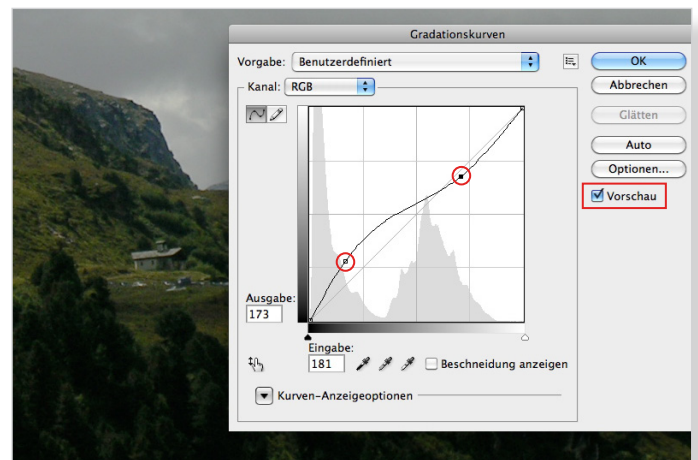 Gradationskurven
Vorgabe: Benutzerdefiniert
OK
Kanal: RGB
Abbrechen
Glätten
Auto
Optionen...
Vorschau
Ausgabe:
173
Eingabe:
181
Beschneidung anzeigen
Kurven-Anzeigeoptionen